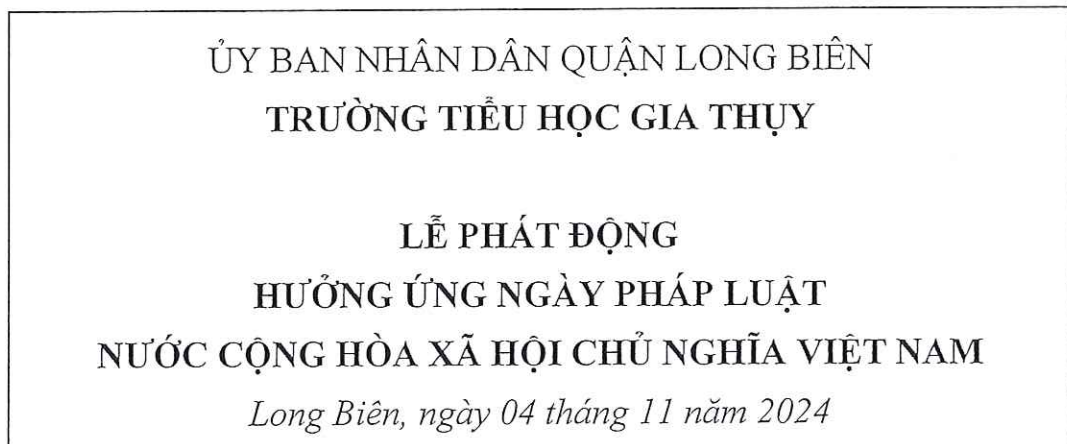 ỦY BAN NHÂN DÂN QUẬN LONG BIÊN
TRƯỜNG TIỂU HỌC GIA THỤY
LỄ PHÁT ĐỘNG
HƯỞNG ỨNG NGÀY PHÁP LUẬT
NƯỚC CỘNG HÒA XÃ HỘI CHỦ NGHĨA VIỆT NAM
Long Biên, ngày 04 tháng 11 năm 2024